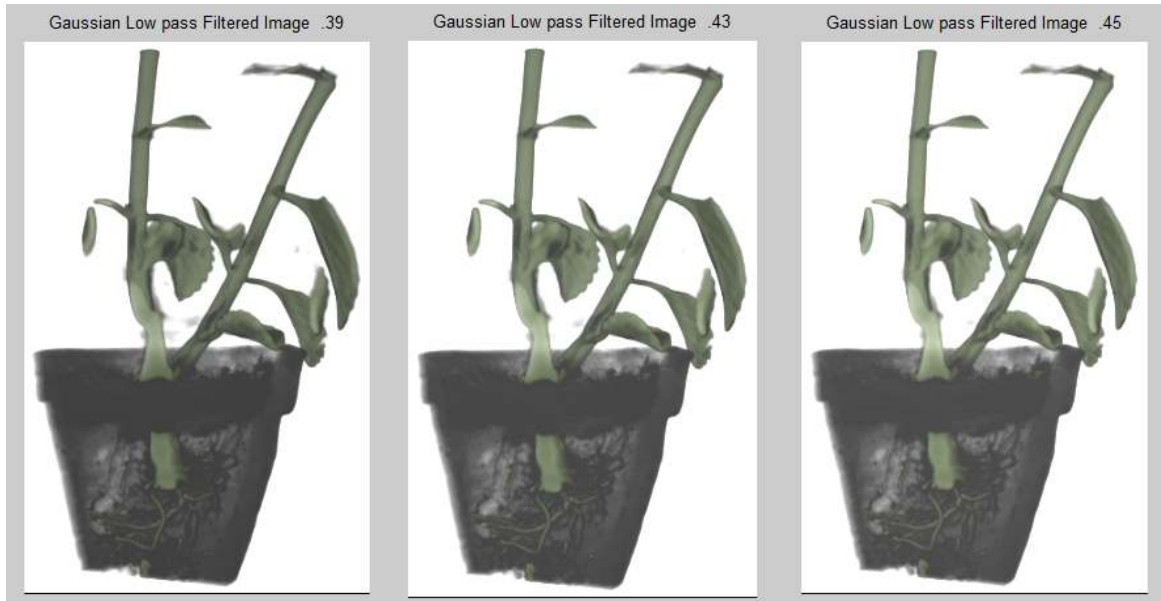 Gaussian Low pass Filtered Image .39
Gaussian Low pass Filtered Image .43
Gaussian Low pass Filtered Image .45